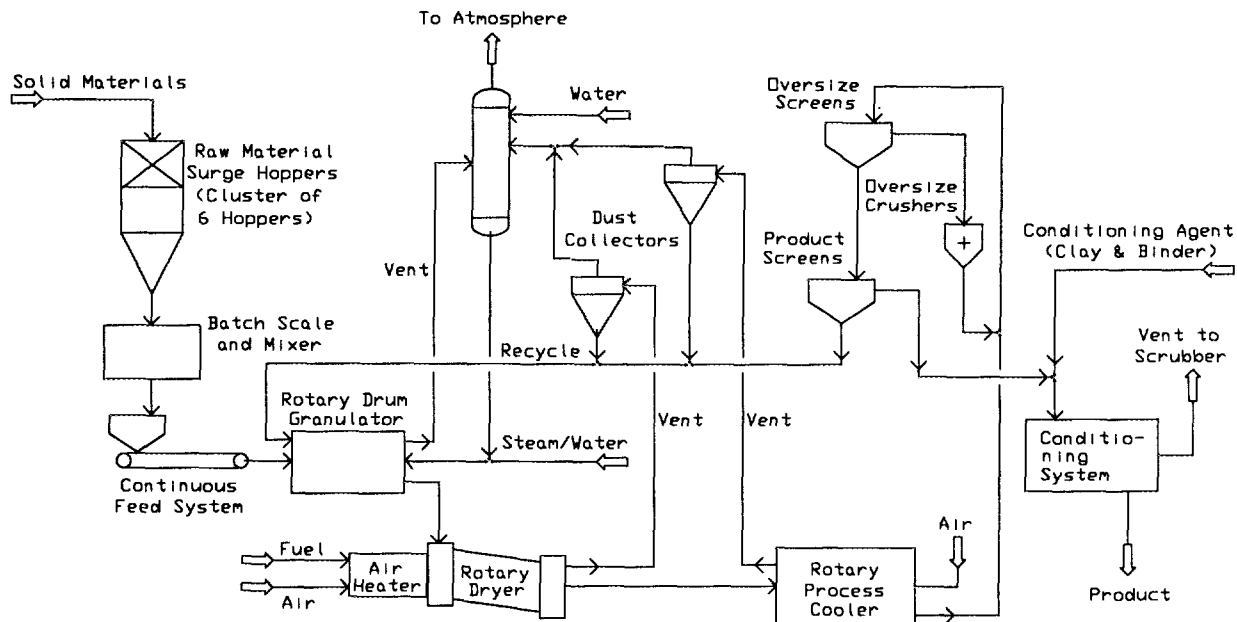 To Atmosphere
Solid Materials
Water
Oversize
Screens
Raw Material
Surge Hoppers
(Cluster of
6 Hoppers)
Oversize
Crushers
Dust
Collectors
Product
Screens
Conditioning Agent
(Clay & Binder)
Vent
+
Batch Scale
and Mixer
Recycle
Vent to
Scrubber
Rotary Drum
Granulator
Vent
Vent
Steam/Water
Conditio-
ning
System
Continuous
Feed System
Air
Fuel
Air
Heater
Rotary
Dryer
Rotary
Process
Cooler
Air
Product